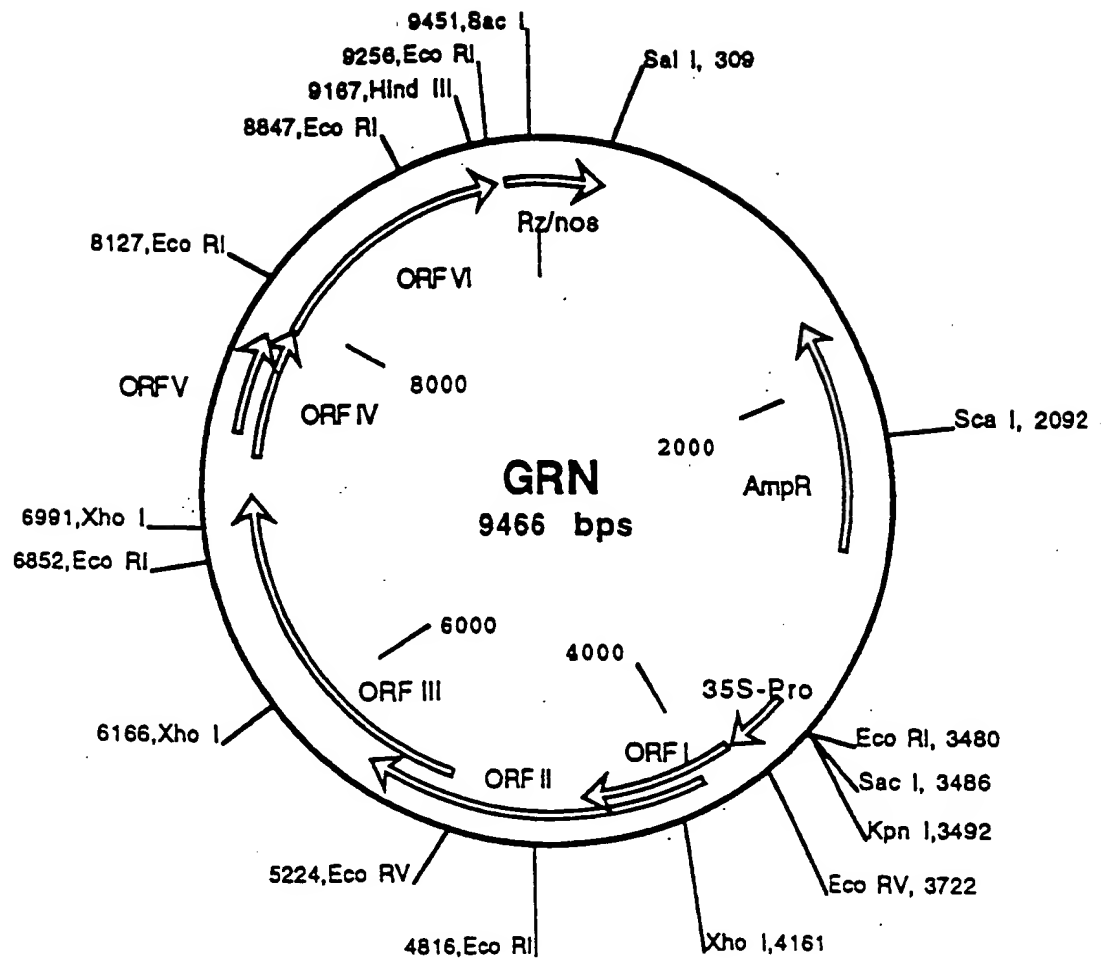 9451,Sac I
9256,Eco RI
9167,Hind III
8847,Eco RI
Sal I, 309
8127,Eco RI
Rz/nos
ORF VI
ORF V
ORF IV
8000
2000
Sca I, 2092
AmpR
GRN
9466 bps
6991,Xho I
6852,Eco RI
6000
4000
35S-Pro
ORF III
6166,Xho I
ORF I
ORF II
Eco RI, 3480
Sac I, 3486
Kpn I,3492
5224,Eco RV
Eco RV, 3722
4816,Eco RI
Xho I,4161